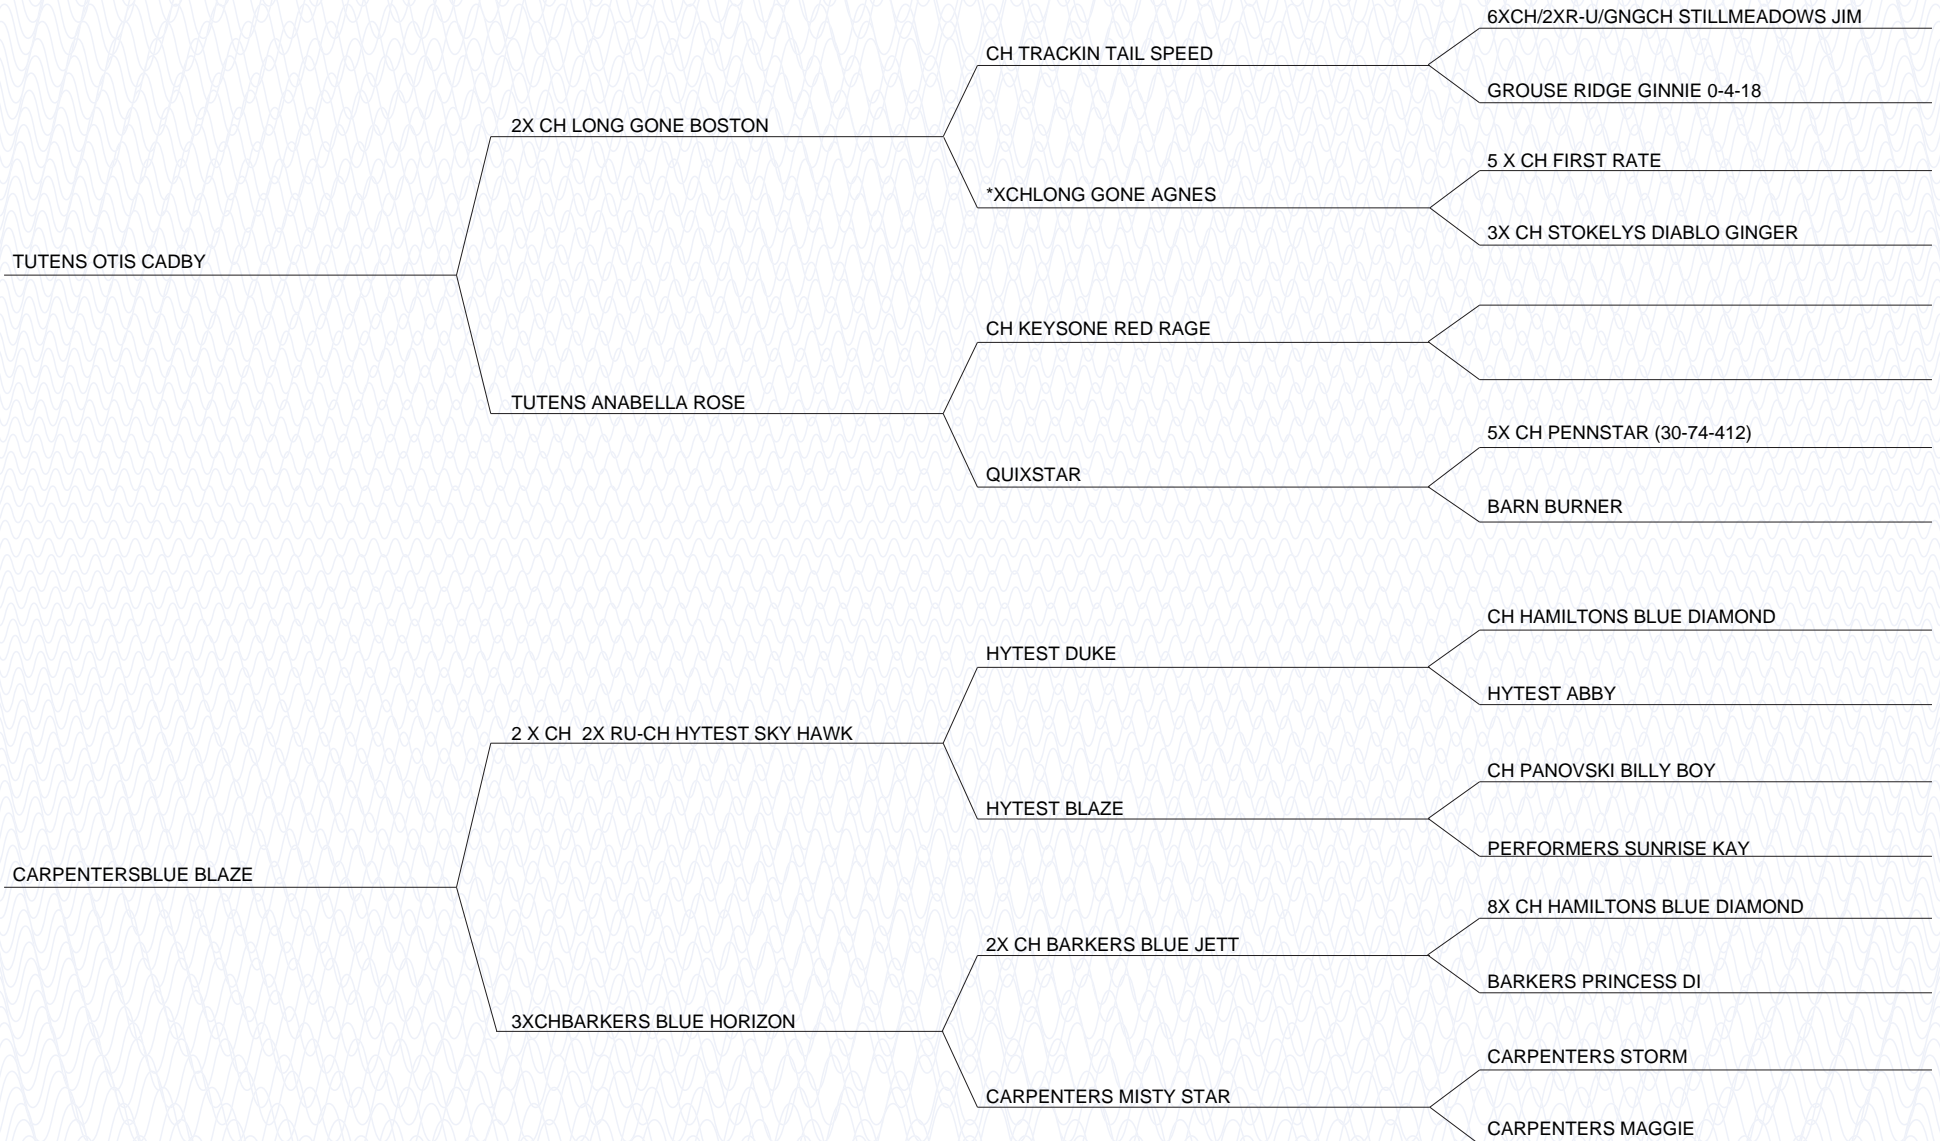 6XCH/2XR-U/GNGCH STILLMEADOWS JIM
CH TRACKIN TAIL SPEED
GROUSE RIDGE GINNIE 0-4-18
2X CH LONG GONE BOSTON
5 X CH FIRST RATE
*XCHLONG GONE AGNES
3X CH STOKELYS DIABLO GINGER
TUTENS OTIS CADBY
CH KEYSONE RED RAGE
TUTENS ANABELLA ROSE
5X CH PENNSTAR (30-74-412)
QUIXSTAR
BARN BURNER
CH HAMILTONS BLUE DIAMOND
HYTEST DUKE
HYTEST ABBY
2 X CH  2X RU-CH HYTEST SKY HAWK
CH PANOVSKI BILLY BOY
HYTEST BLAZE
PERFORMERS SUNRISE KAY
CARPENTERSBLUE BLAZE
8X CH HAMILTONS BLUE DIAMOND
2X CH BARKERS BLUE JETT
BARKERS PRINCESS DI
3XCHBARKERS BLUE HORIZON
CARPENTERS STORM
CARPENTERS MISTY STAR
CARPENTERS MAGGIE